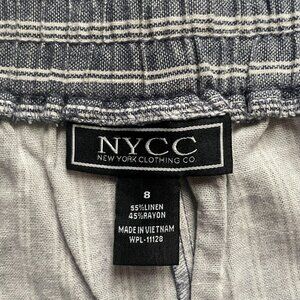 NYCC
NEW YORK CLOTHING CO
8
55%LINEN
45%RAYON
MADE IN VIETNAM
WPL-11128